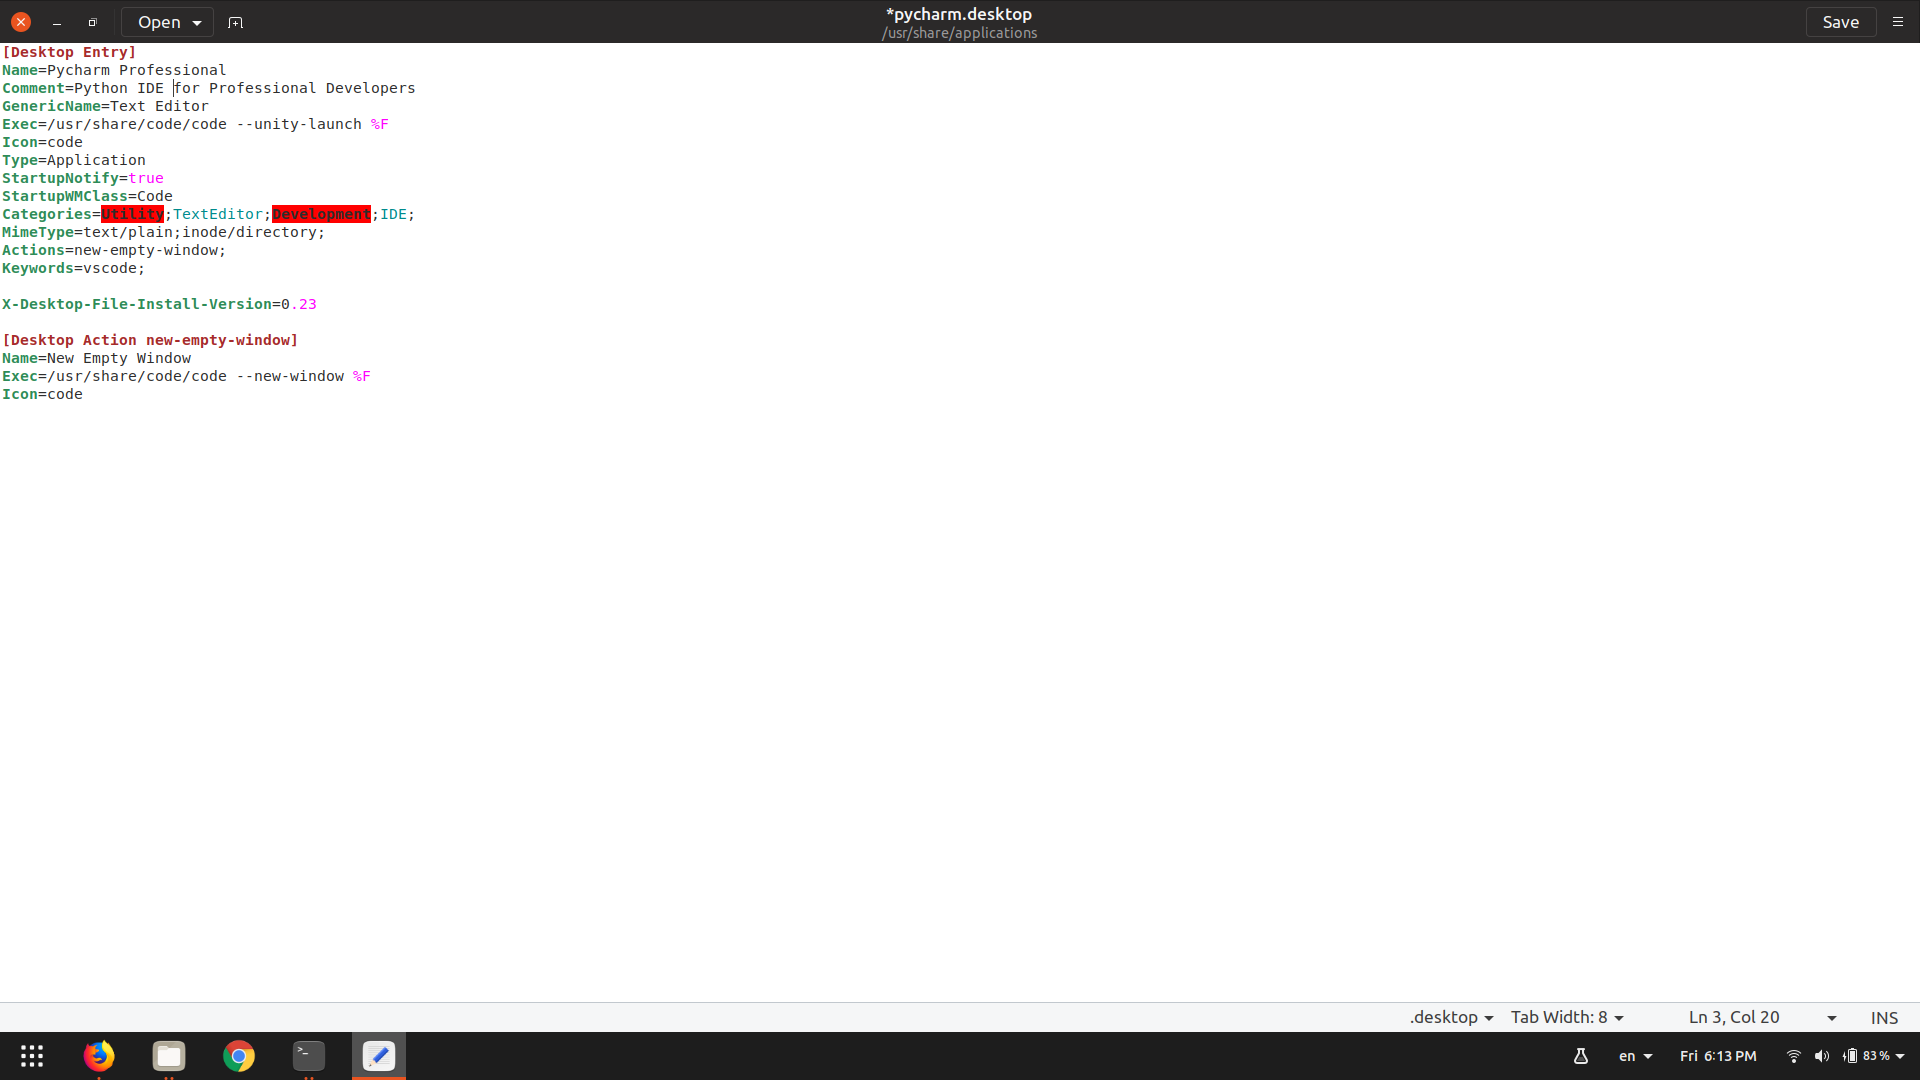 Open
*pycharm.desktop
/usr/share/applications
Save
[Desktop Entry]
Name=Pycharm Professional
Comment=Python IDE for Professional Developers
GenericName=Text Editor
Exec=/usr/share/code/code --unity-launch %F
Icon=code
Type=Application
StartupNotify=true
StartupWMClass=Code
Categories=Utility;TextEditor;Development;IDE;
MimeType=text/plain;inode/directory;
Actions=new-empty-window;
Keywords=vscode;
X-Desktop-File-Install-Version=0.23
[Desktop Action new-empty-window]
Name=New Empty Window
Exec=/usr/share/code/code --new-window %F
Icon=code
.desktop Tab Width: 8 Ln 3, Col 20 INS
en Fri 6:13 PM 83 %